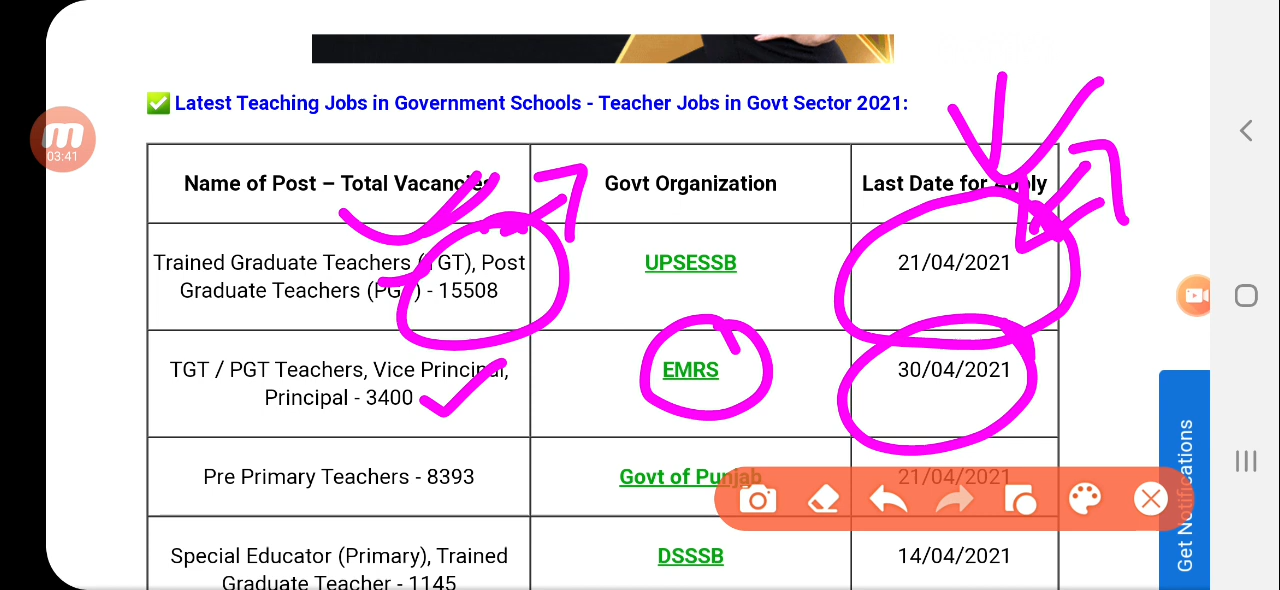 ✅ Latest Teaching Jobs in Government Schools - Teacher Jobs in Govt Sector 2021:
03:41
Name of Post – Total Vacancies
Govt Organization
Last Date for Apply
Trained Graduate Teachers (TGT), Post
Graduate Teachers (PGT) - 15508
UPSESSB
21/04/2021
TGT / PGT Teachers, Vice Principal,
Principal - 3400
EMRS
30/04/2021
Pre Primary Teachers - 8393
Govt of Punjab
21/04/2021
Special Educator (Primary), Trained
Graduate Teacher - 1145
DSSSB
14/04/2021
Get Notifications